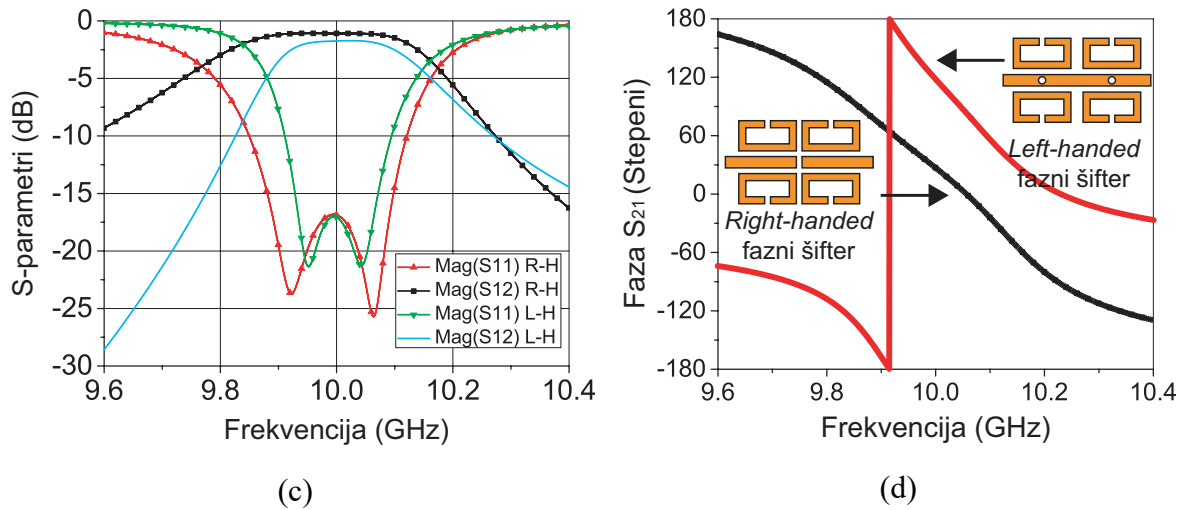 S-parametri (dB)
0
-5
-10
-15
-20
-25
-30
Mag(S11) R-H
Mag(S12) R-H
Mag(S11) L-H
Mag(S12) L-H
9.6
9.8
10.0
10.2
10.4
Frekvencija (GHz)
(c)
Faza S21 (Stepeni)
180
120
60
0
-60
-120
-180
Left-handed
fazni šifter
Right-handed
fazni šifter
9.6
9.8
10.0
10.2
10.4
Frekvencija (GHz)
(d)